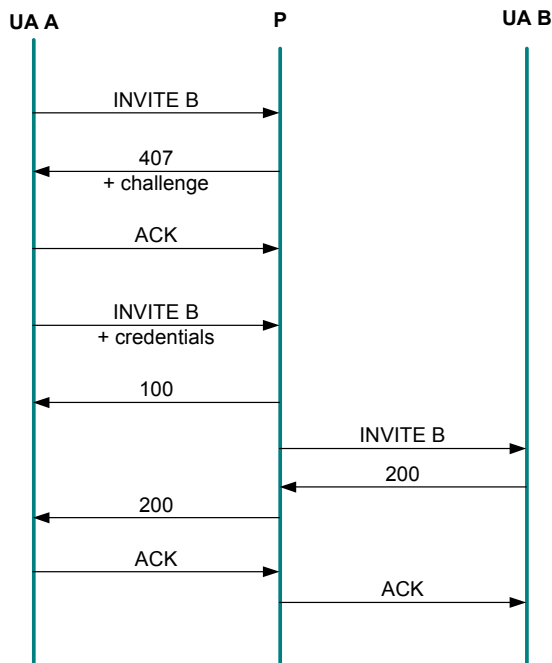 UA A
P
UA B
INVITE B
407
+ challenge
ACK
INVITE B
+ credentials
100
INVITE B
200
200
ACK
ACK